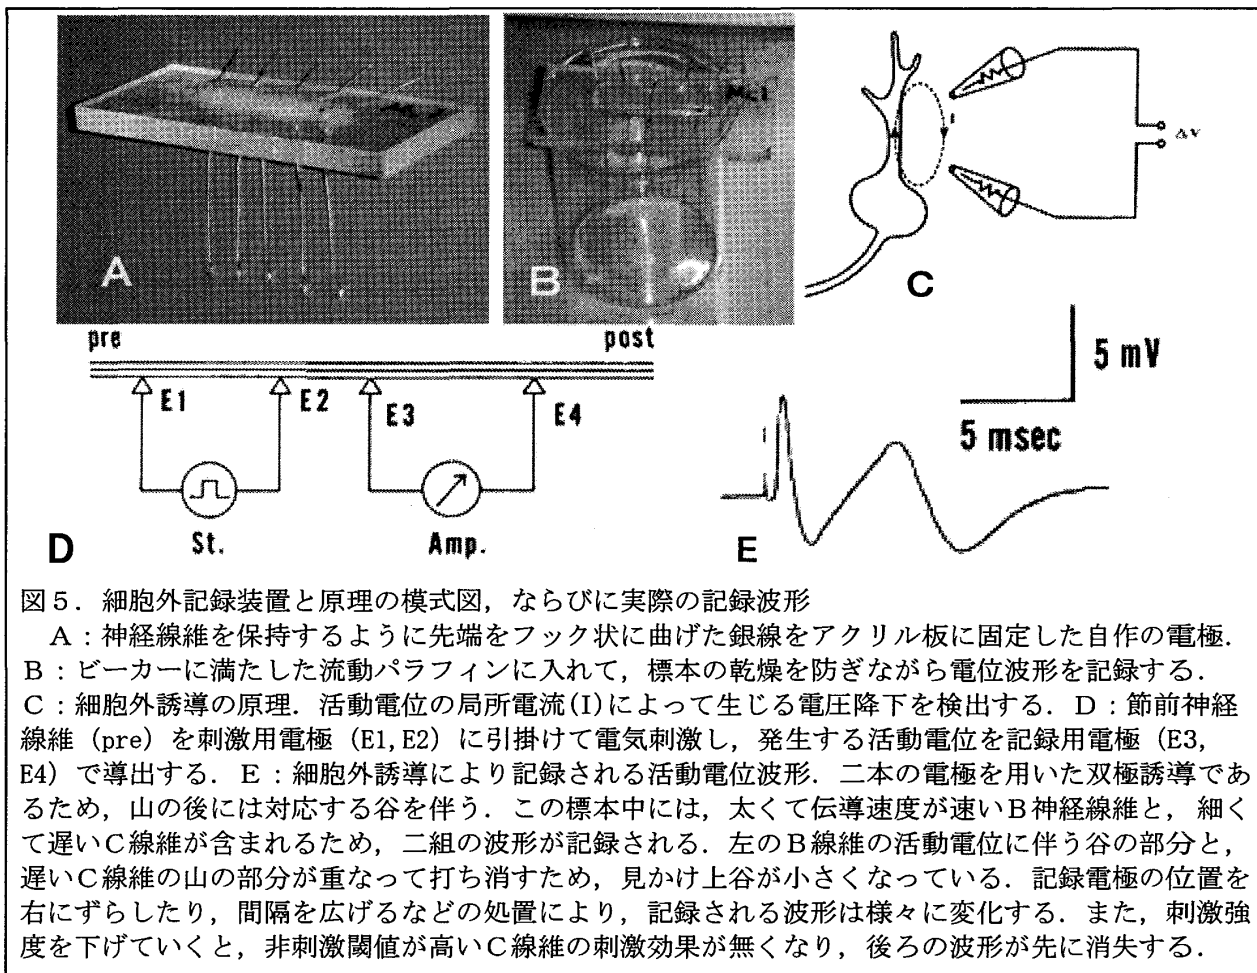 A
B
C
I
ΔV
pre
post
E1
E2
E3
E4
St.
Amp.
D
5 mV
5 msec
E
図5．細胞外記録装置と原理の模式図，ならびに実際の記録波形
A：神経線維を保持するように先端をフック状に曲げた銀線をアクリル板に固定した自作の電極．
B：ビーカーに満たした流動パラフィンに入れて，標本の乾燥を防ぎながら電位波形を記録する．
C：細胞外誘導の原理．活動電位の局所電流(I)によって生じる電圧降下を検出する．D：節前神経
線維（pre）を刺激用電極（E1,E2）に引掛けて電気刺激し，発生する活動電位を記録用電極（E3,
E4）で導出する．E：細胞外誘導により記録される活動電位波形．二本の電極を用いた双極誘導であ
るため，山の後には対応する谷を伴う．この標本中には，太くて伝導速度が速いB神経線維と，細く
て遅いC線維が含まれるため，二組の波形が記録される．左のB線維の活動電位に伴う谷の部分と，
遅いC線維の山の部分が重なって打ち消すため，見かけ上谷が小さくなっている．記録電極の位置を
右にずらしたり，間隔を広げるなどの処置により，記録される波形は様々に変化する．また，刺激強
度を下げていくと，非刺激閾値が高いC線維の刺激効果が無くなり，後ろの波形が先に消失する．